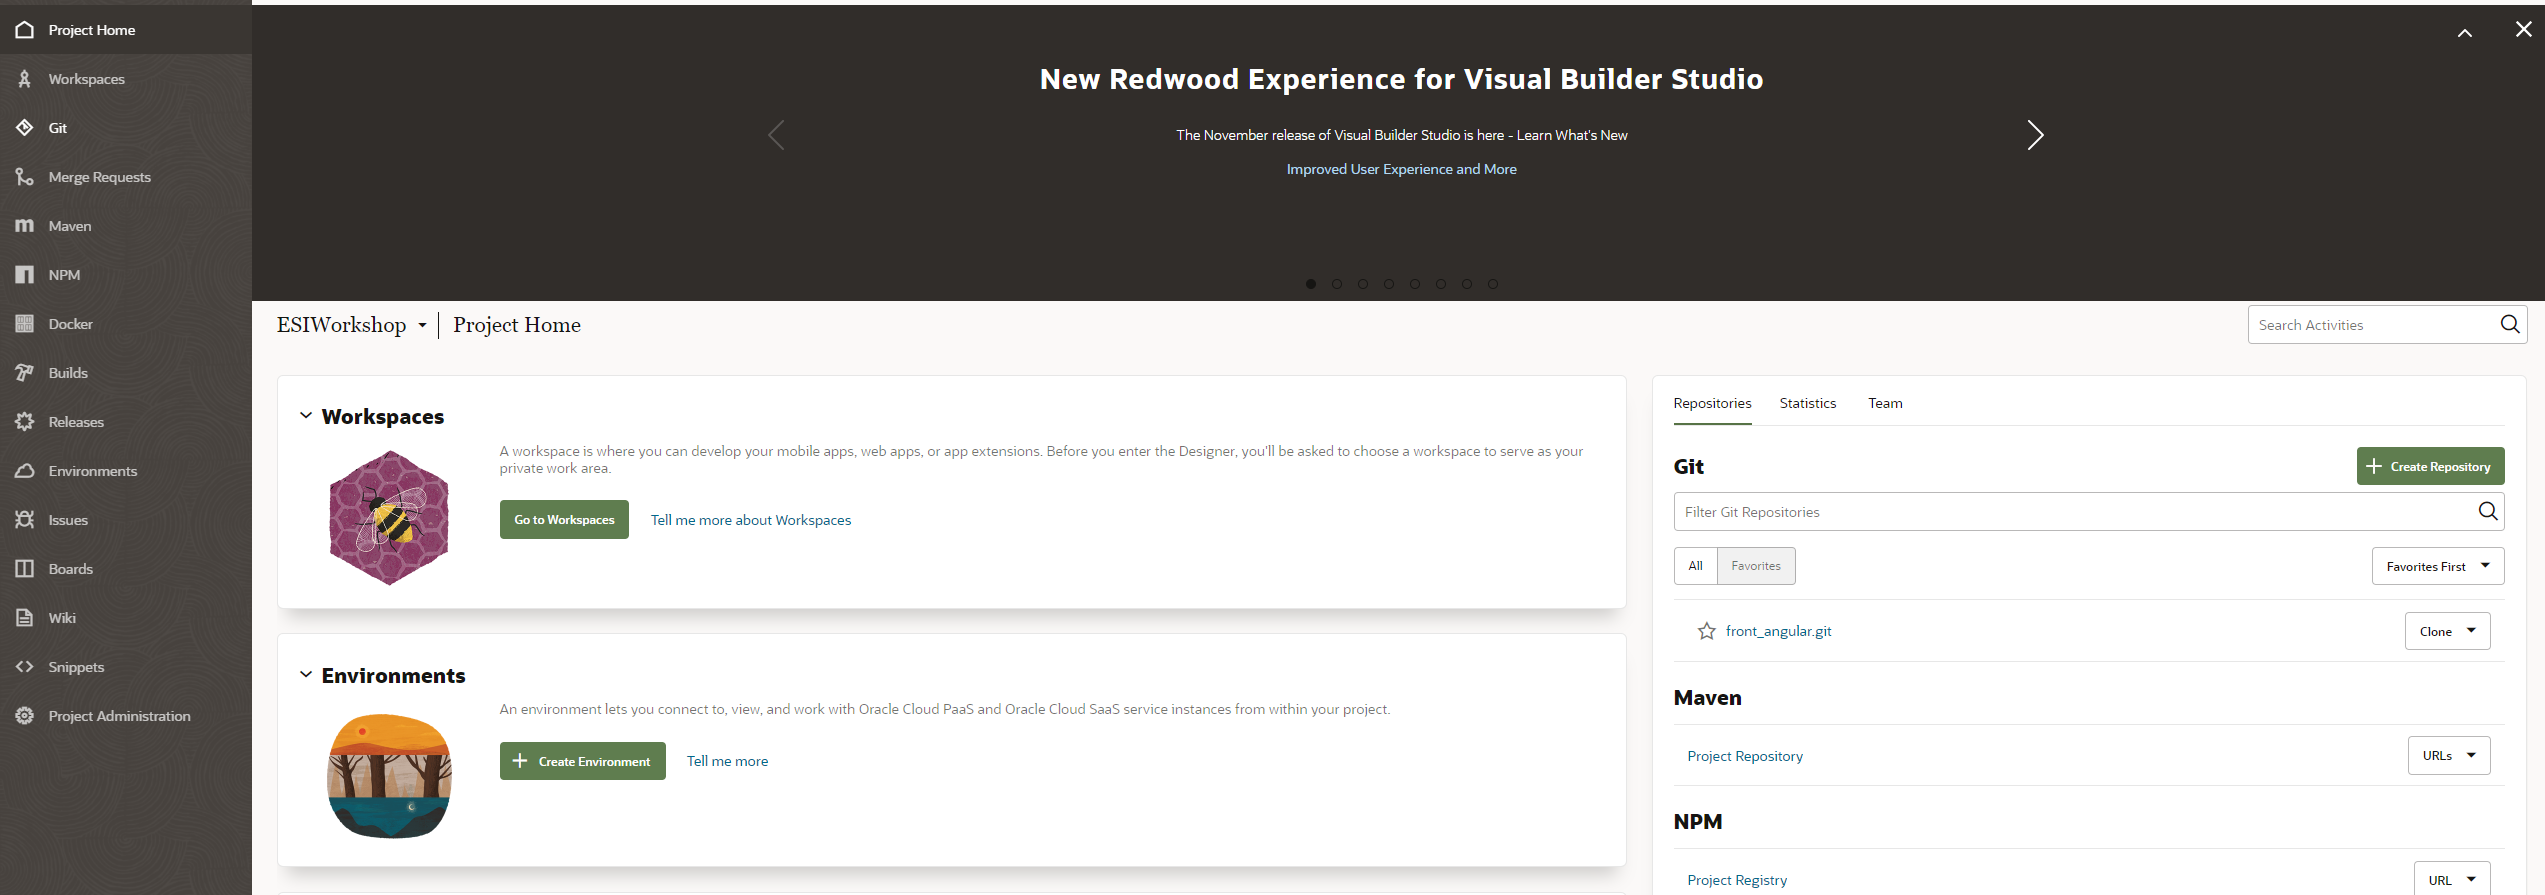 Project Home
Workspaces
Git
Merge Requests
Maven
NPM
Docker
Builds
Releases
Environments
Issues
Boards
Wiki
Snippets
Project Administration
New Redwood Experience for Visual Builder Studio
The November release of Visual Builder Studio is here - Learn What's New
Improved User Experience and More
ESIWorkshop
Project Home
Search Activities
Workspaces
A workspace is where you can develop your mobile apps, web apps, or app extensions. Before you enter the Designer, you'll be asked to choose a workspace to serve as your
private work area.
Go to Workspaces
Tell me more about Workspaces
Environments
An environment lets you connect to, view, and work with Oracle Cloud PaaS and Oracle Cloud SaaS service instances from within your project.
Create Environment
Tell me more
Repositories
Statistics
Team
Git
Create Repository
Filter Git Repositories
All
Favorites
Favorites First
front_angular.git
Clone
Maven
Project Repository
URLs
NPM
Project Registry
URL